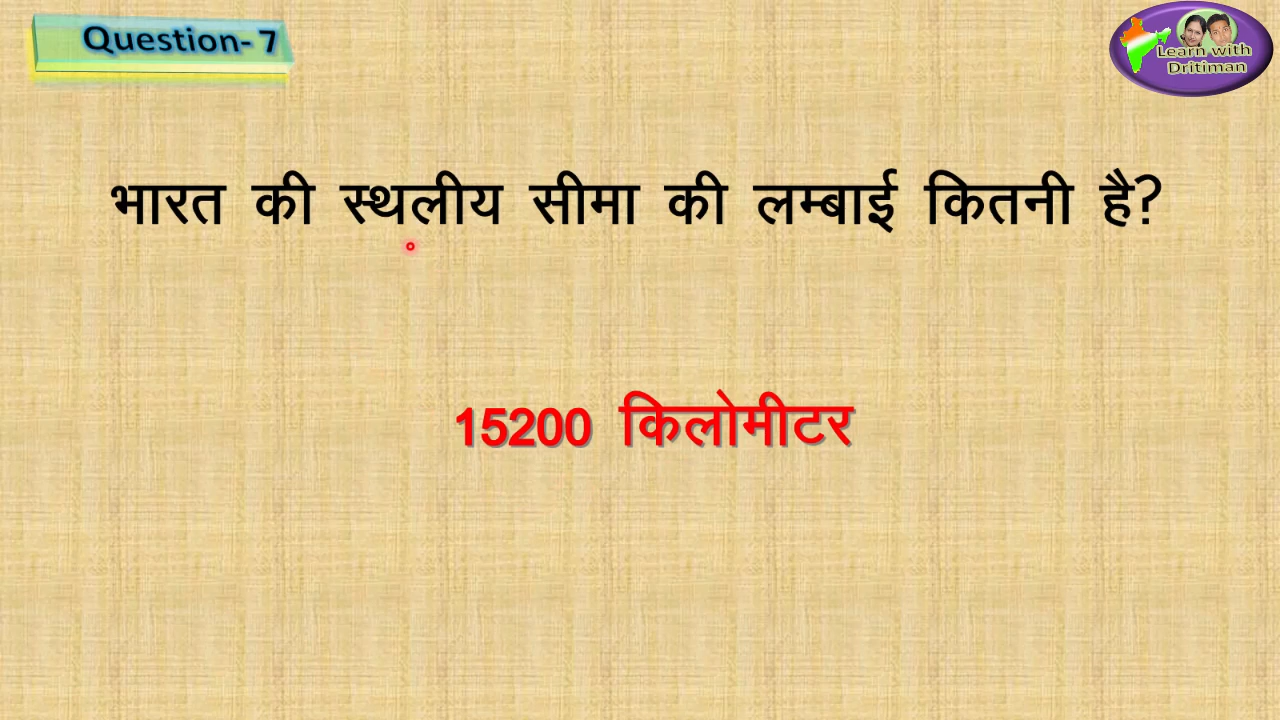 Question- 7
Learn with
Dritiman
भारत की स्थलीय सीमा की लम्बाई कितनी है?
15200 किलोमीटर